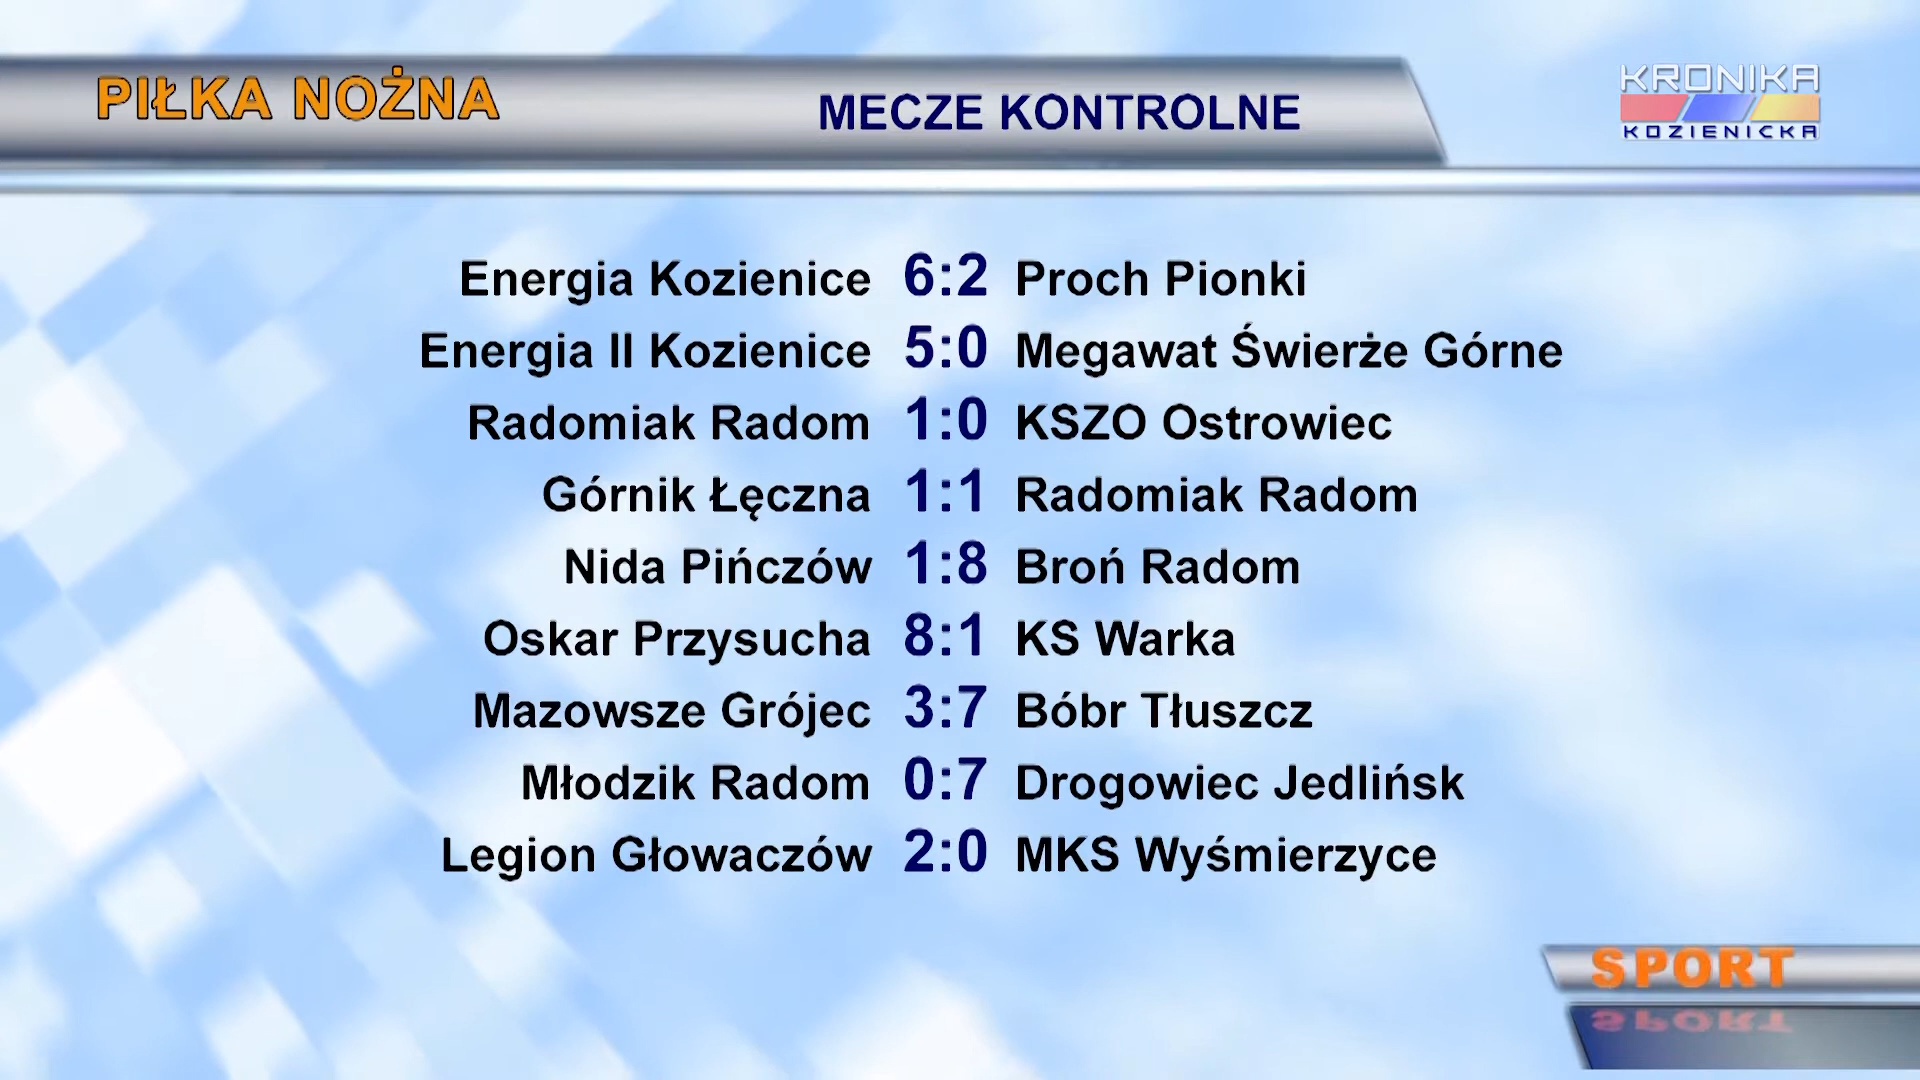 PIŁKA NOŻNA
MECZE KONTROLNE
KRONIKA
KOZIENICKA
Energia Kozienice 6:2 Proch Pionki
Energia II Kozienice 5:0 Megawat Świerże Górne
Radomiak Radom 1:0 KSZO Ostrowiec
Górnik Łęczna 1:1 Radomiak Radom
Nida Pińczów 1:8 Broń Radom
Oskar Przysucha 8:1 KS Warka
Mazowsze Grójec 3:7 Bóbr Tłuszcz
Młodzik Radom 0:7 Drogowiec Jedlińsk
Legion Głowaczów 2:0 MKS Wyśmierzyce
SPORT